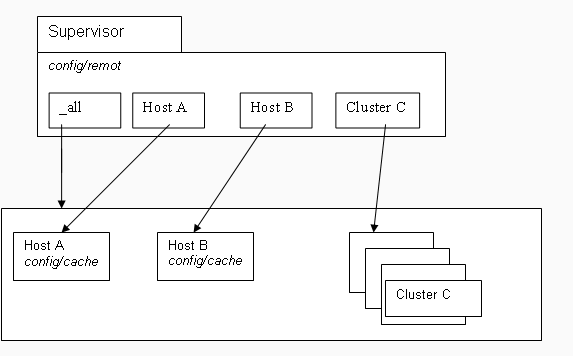 Supervisor
config/remot
_all
Host A
Host B
Cluster C
Host A
config/cache
Host B
config/cache
Cluster C